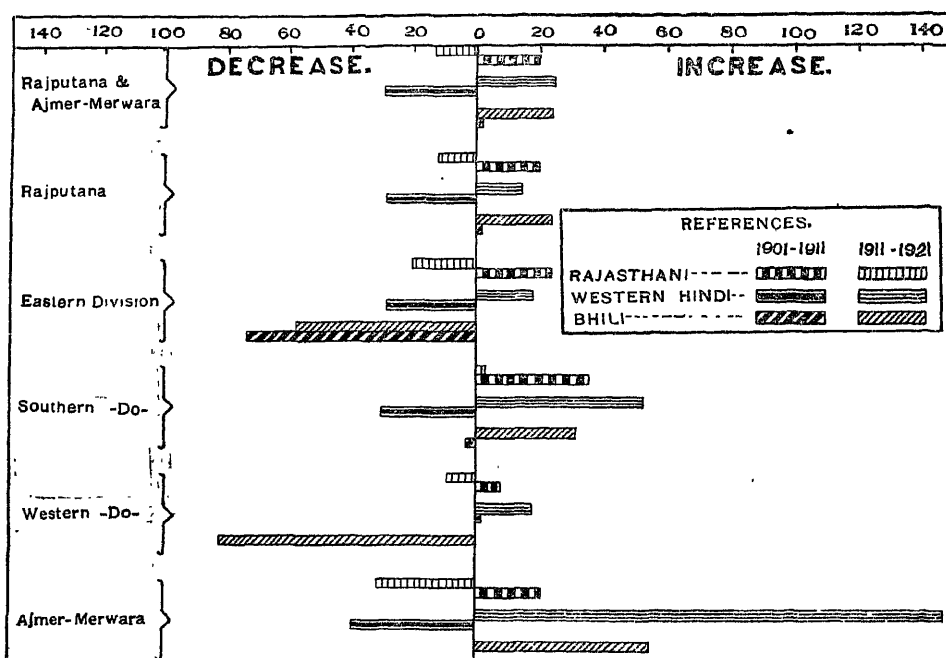 140 120 100 80 60 40 20 0 20 40 60 80 100 120 140
DECREASE. INCREASE.
Rajputana &
Ajmer-Merwara
Rajputana
Eastern Division
Southern -Do-
Western -Do-
Ajmer-Merwara
REFERENCES.
1901-1911 1911-1921
RAJASTHANI
WESTERN HINDI
BHILI